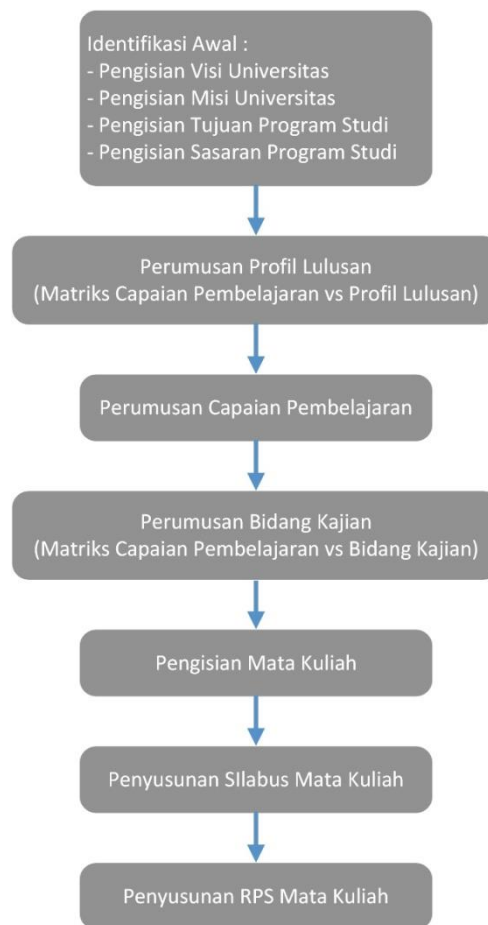 Identifikasi Awal :
- Pengisian Visi Universitas
- Pengisian Misi Universitas
- Pengisian Tujuan Program Studi
- Pengisian Sasaran Program Studi
Perumusan Profil Lulusan
(Matriks Capaian Pembelajaran vs Profil Lulusan)
Perumusan Capaian Pembelajaran
Perumusan Bidang Kajian
(Matriks Capaian Pembelajaran vs Bidang Kajian)
Pengisian Mata Kuliah
Penyusunan SIlabus Mata Kuliah
Penyusunan RPS Mata Kuliah